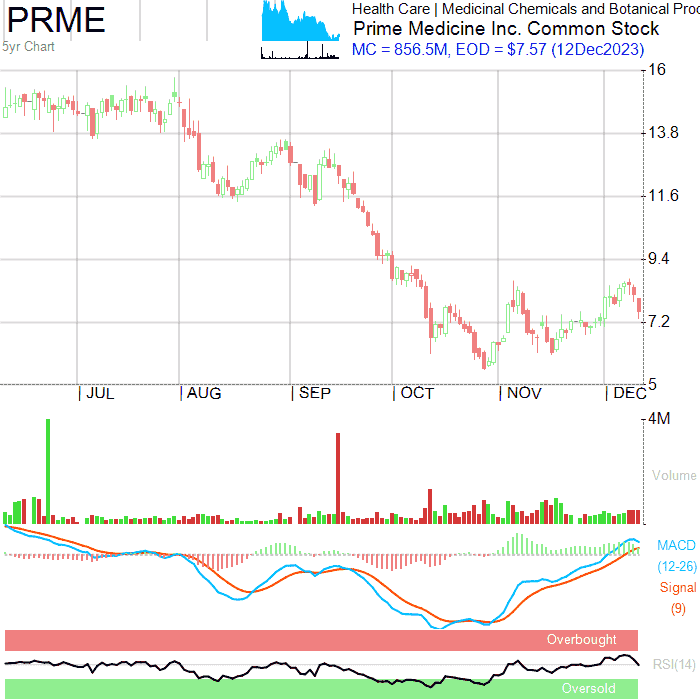 PRME
5yr Chart
Health Care | Medicinal Chemicals and Botanical Pro
Prime Medicine Inc. Common Stock
MC = 856.5M, EOD = $7.57 (12Dec2023)
16
13.8
11.6
9.4
7.2
5
| JUL | AUG | SEP | OCT | NOV | DEC
4M
Volume
MACD
(12-26)
Signal
(9)
Overbought
RSI(14)
Oversold